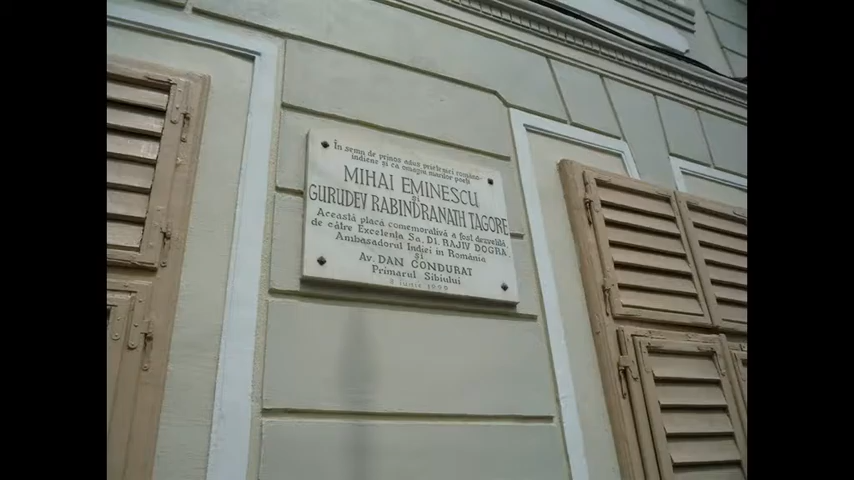 În semn de prinos adus prieteniei româno-
indiene și ca omagiu marilor poeți
MIHAI EMINESCU
și
GURUDEV RABINDRANATH TAGORE
Această placă comemorativă a fost dezvelită
de către Excelența Sa, Dl. RAJIV DOGRA,
Ambasadorul Indiei în România
și
Av. DAN CONDURAT
Primarul Sibiului
iunie 1999